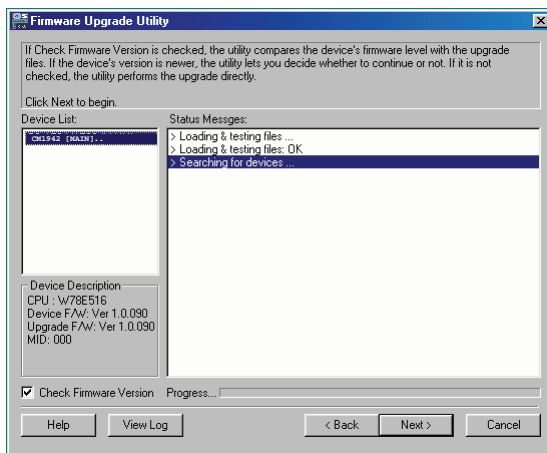 Firmware Upgrade Utility
If Check Firmware Version is checked, the utility compares the device's firmware level with the upgrade
files. If the device's version is newer, the utility lets you decide whether to continue or not. If it is not
checked, the utility performs the upgrade directly.
Click Next to begin.
Device List:
CM1942 [MAIN]..
Status Messges:
> Loading & testing files ...
> Loading & testing files: OK
> Searching for devices ...
Device Description
CPU : W78E516
Device F/W: Ver 1.0.090
Upgrade F/W: Ver 1.0.090
MID: 000
Check Firmware Version
Progress...
Help
View Log
< Back
Next >
Cancel